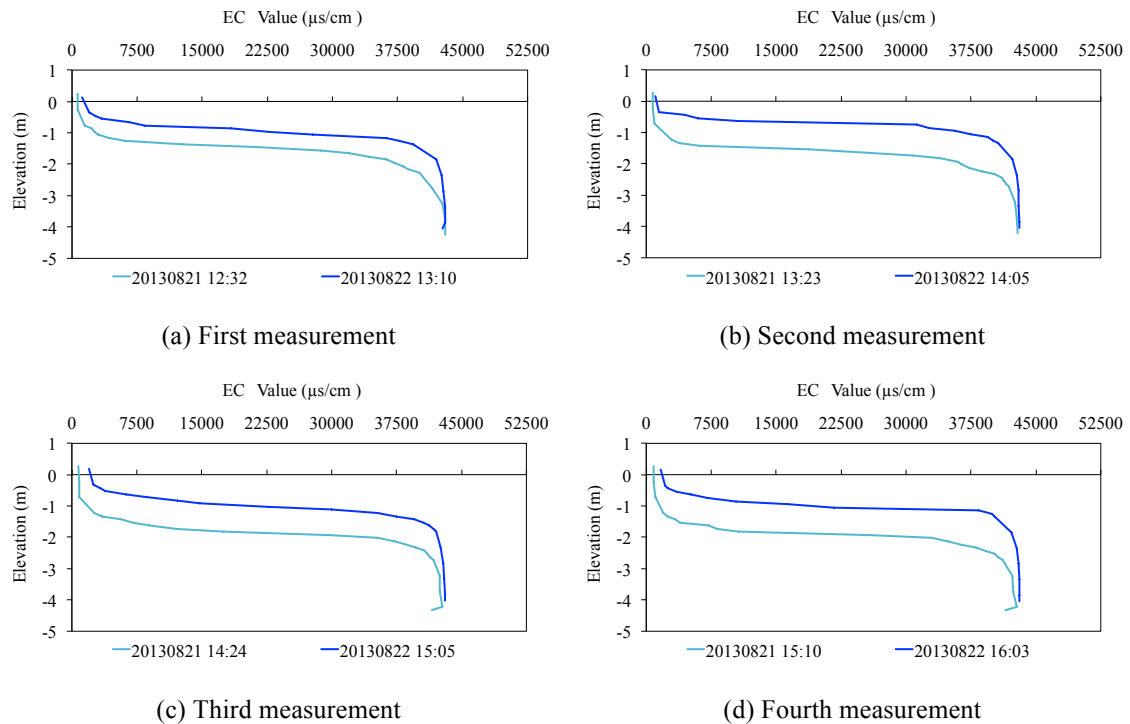 EC Value (µs/cm )
0 7500 15000 22500 30000 37500 45000 52500
1
0
-1
-2
-3
-4
-5
Elevation (m)
20130821 12:32 20130822 13:10
(a) First measurement
EC Value (µs/cm )
0 7500 15000 22500 30000 37500 45000 52500
1
0
-1
-2
-3
-4
-5
Elevation (m)
20130821 13:23 20130822 14:05
(b) Second measurement
EC Value (µs/cm )
0 7500 15000 22500 30000 37500 45000 52500
1
0
-1
-2
-3
-4
-5
Elevation (m)
20130821 14:24 20130822 15:05
(c) Third measurement
EC Value (µs/cm )
0 7500 15000 22500 30000 37500 45000 52500
1
0
-1
-2
-3
-4
-5
Elevation (m)
20130821 15:10 20130822 16:03
(d) Fourth measurement